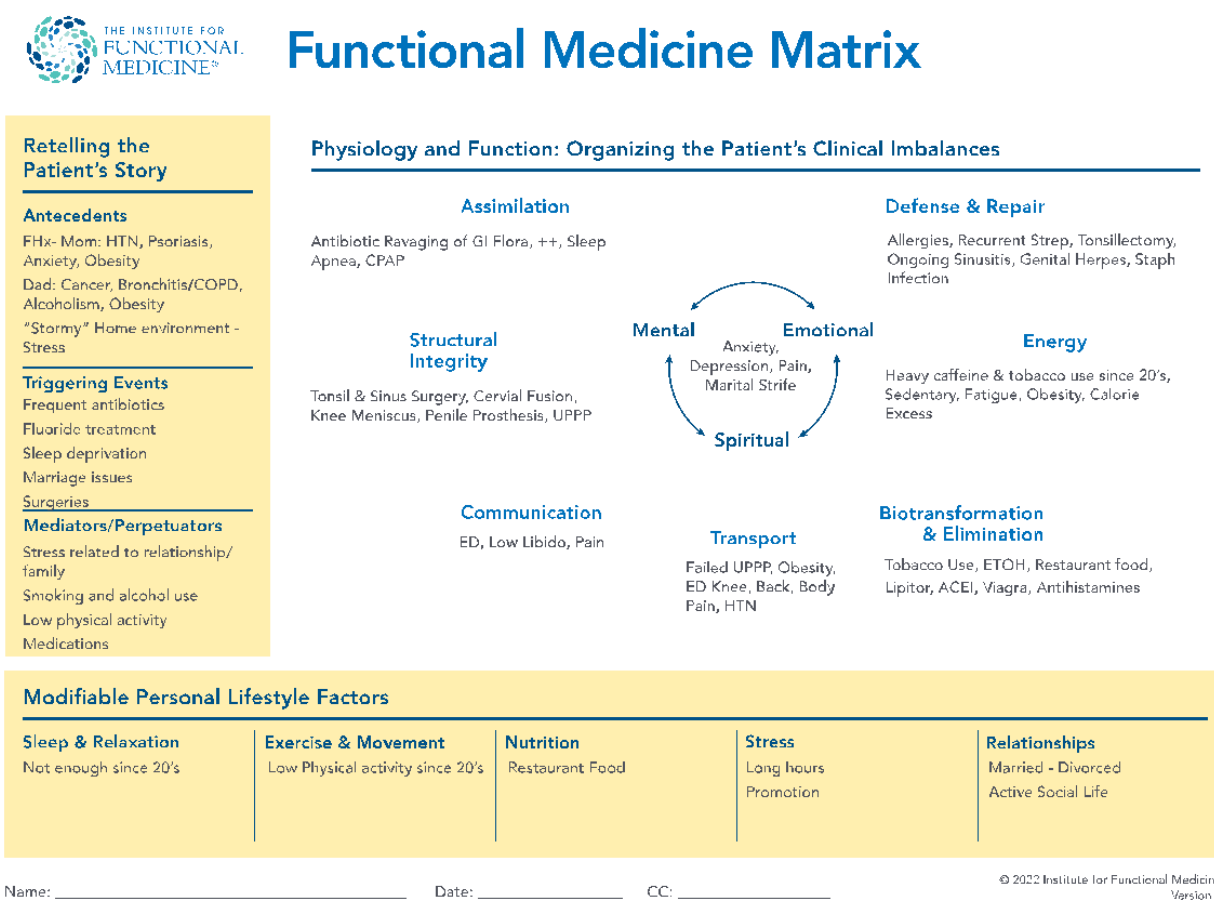 THE INSTITUTE FOR
FUNCTIONAL
MEDICINE®
Functional Medicine Matrix
Retelling the
Patient's Story
Antecedents
FHx- Mom: HTN, Psoriasis,
Anxiety, Obesity
Dad: Cancer, Bronchitis/COPD,
Alcoholism, Obesity
"Stormy" Home environment -
Stress
Triggering Events
Frequent antibiotics
Fluoride treatment
Sleep deprivation
Marriage issues
Surgeries
Mediators/Perpetuators
Stress related to relationship/
family
Smoking and alcohol use
Low physical activity
Medications
Physiology and Function: Organizing the Patient's Clinical Imbalances
Assimilation
Antibiotic Ravaging of GI Flora, ++, Sleep
Apnea, CPAP
Defense & Repair
Allergies, Recurrent Strep, Tonsillectomy,
Ongoing Sinusitis, Genital Herpes, Staph
Infection
Structural
Integrity
Tonsil & Sinus Surgery, Cervial Fusion,
Knee Meniscus, Penile Prosthesis, UPPP
Mental
Emotional
Anxiety,
Depression, Pain,
Marital Strife
Spiritual
Energy
Heavy caffeine & tobacco use since 20's,
Sedentary, Fatigue, Obesity, Calorie
Excess
Communication
ED, Low Libido, Pain
Transport
Failed UPPP, Obesity,
ED Knee, Back, Body
Pain, HTN
Biotransformation
& Elimination
Tobacco Use, ETOH, Restaurant food,
Lipitor, ACEI, Viagra, Antihistamines
Modifiable Personal Lifestyle Factors
Sleep & Relaxation
Not enough since 20's
Exercise & Movement
Low Physical activity since 20's
Nutrition
Restaurant Food
Stress
Long hours
Promotion
Relationships
Married - Divorced
Active Social Life
Name:
Date:
CC:
© 2022 Institute for Functional Medicin
Version